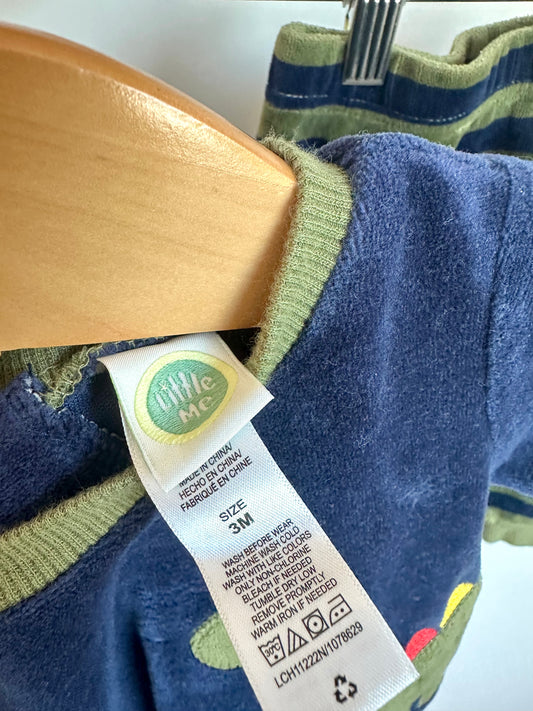 Little
Me
MADE IN CHINA/
HECHO EN CHINA/
FABRIQUÉ EN CHINE
SIZE
3M
WASH BEFORE WEAR
MACHINE WASH COLD
WASH WITH LIKE COLORS
ONLY NON-CHLORINE
BLEACH IF NEEDED
TUMBLE DRY LOW
REMOVE PROMPTLY
WARM IRON IF NEEDED
30°C
LCH11222N/1078629